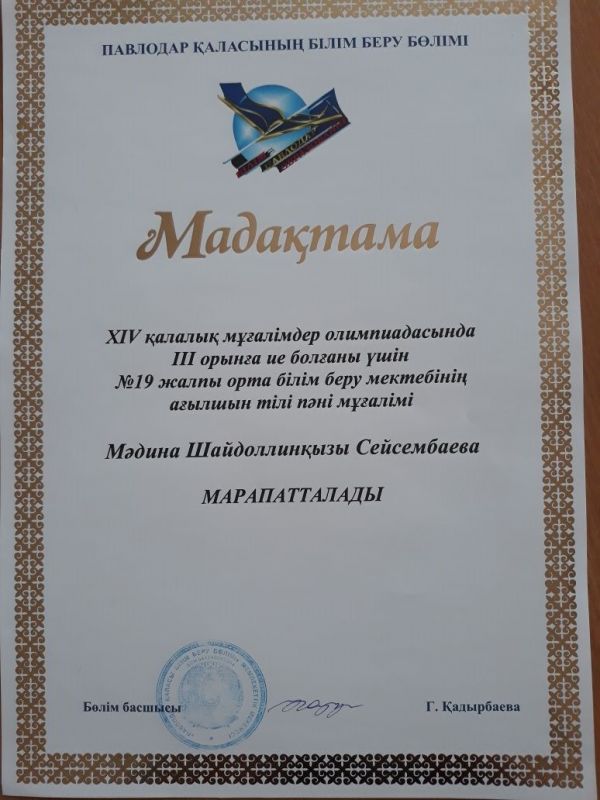 ПАВЛОДАР ҚАЛАСЫНЫҢ БІЛІМ БЕРУ БӨЛІМІ
Мадақтама
XIV қалалық мұғалімдер олимпиадасында
III орынға ие болғаны үшін
№19 жалпы орта білім беру мектебінің
ағылшын тілі пәні мұғалімі
Мәдина Шайдоллинқызы Сейсембаева
МАРАПАТТАЛАДЫ
Бөлім басшысы
Г. Қадырбаева